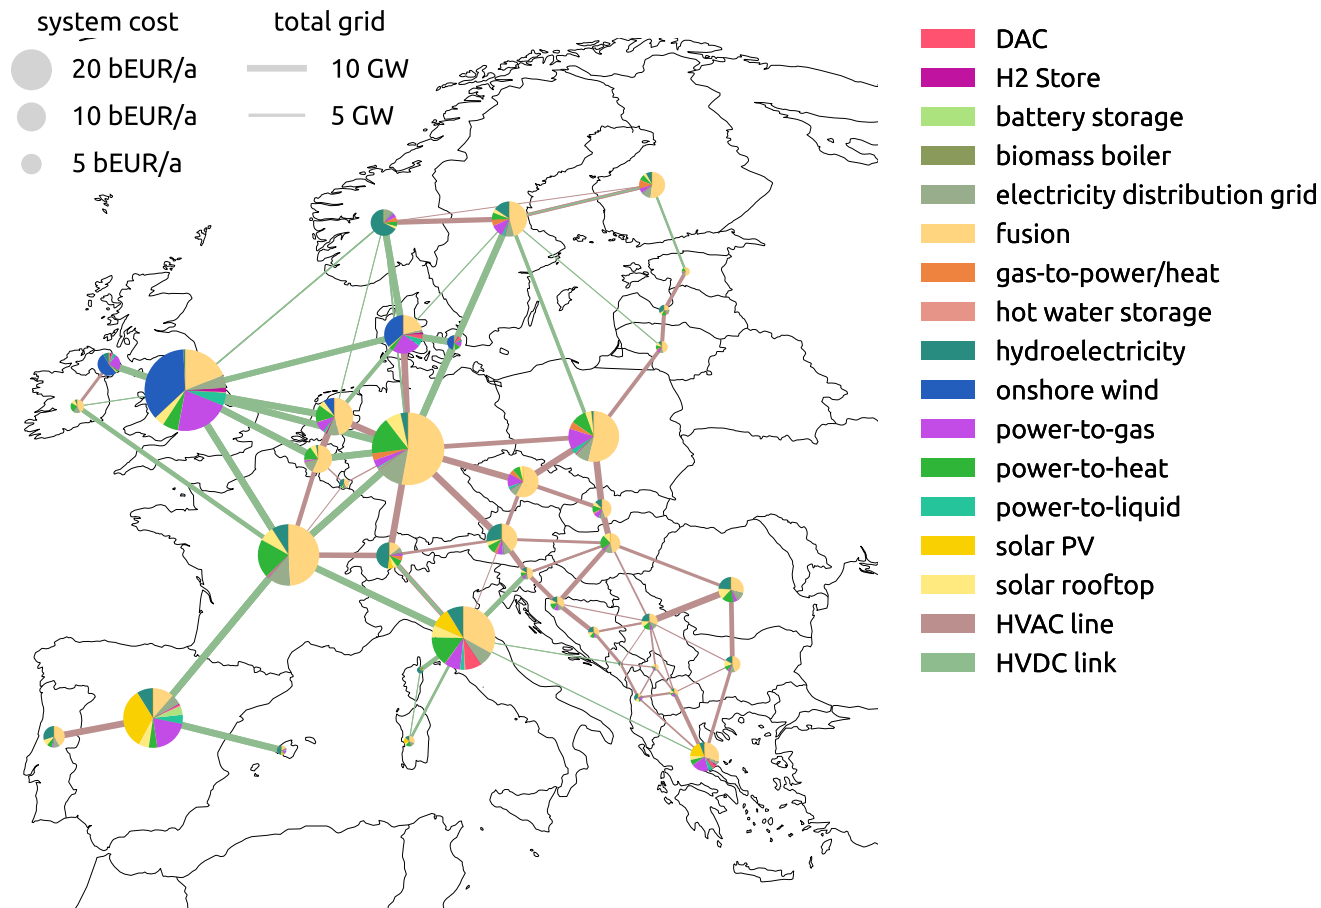 system cost
total grid
20 bEUR/a
10 GW
10 bEUR/a
5 GW
5 bEUR/a
DAC
H2 Store
battery storage
biomass boiler
electricity distribution grid
fusion
gas-to-power/heat
hot water storage
hydroelectricity
onshore wind
power-to-gas
power-to-heat
power-to-liquid
solar PV
solar rooftop
HVAC line
HVDC link